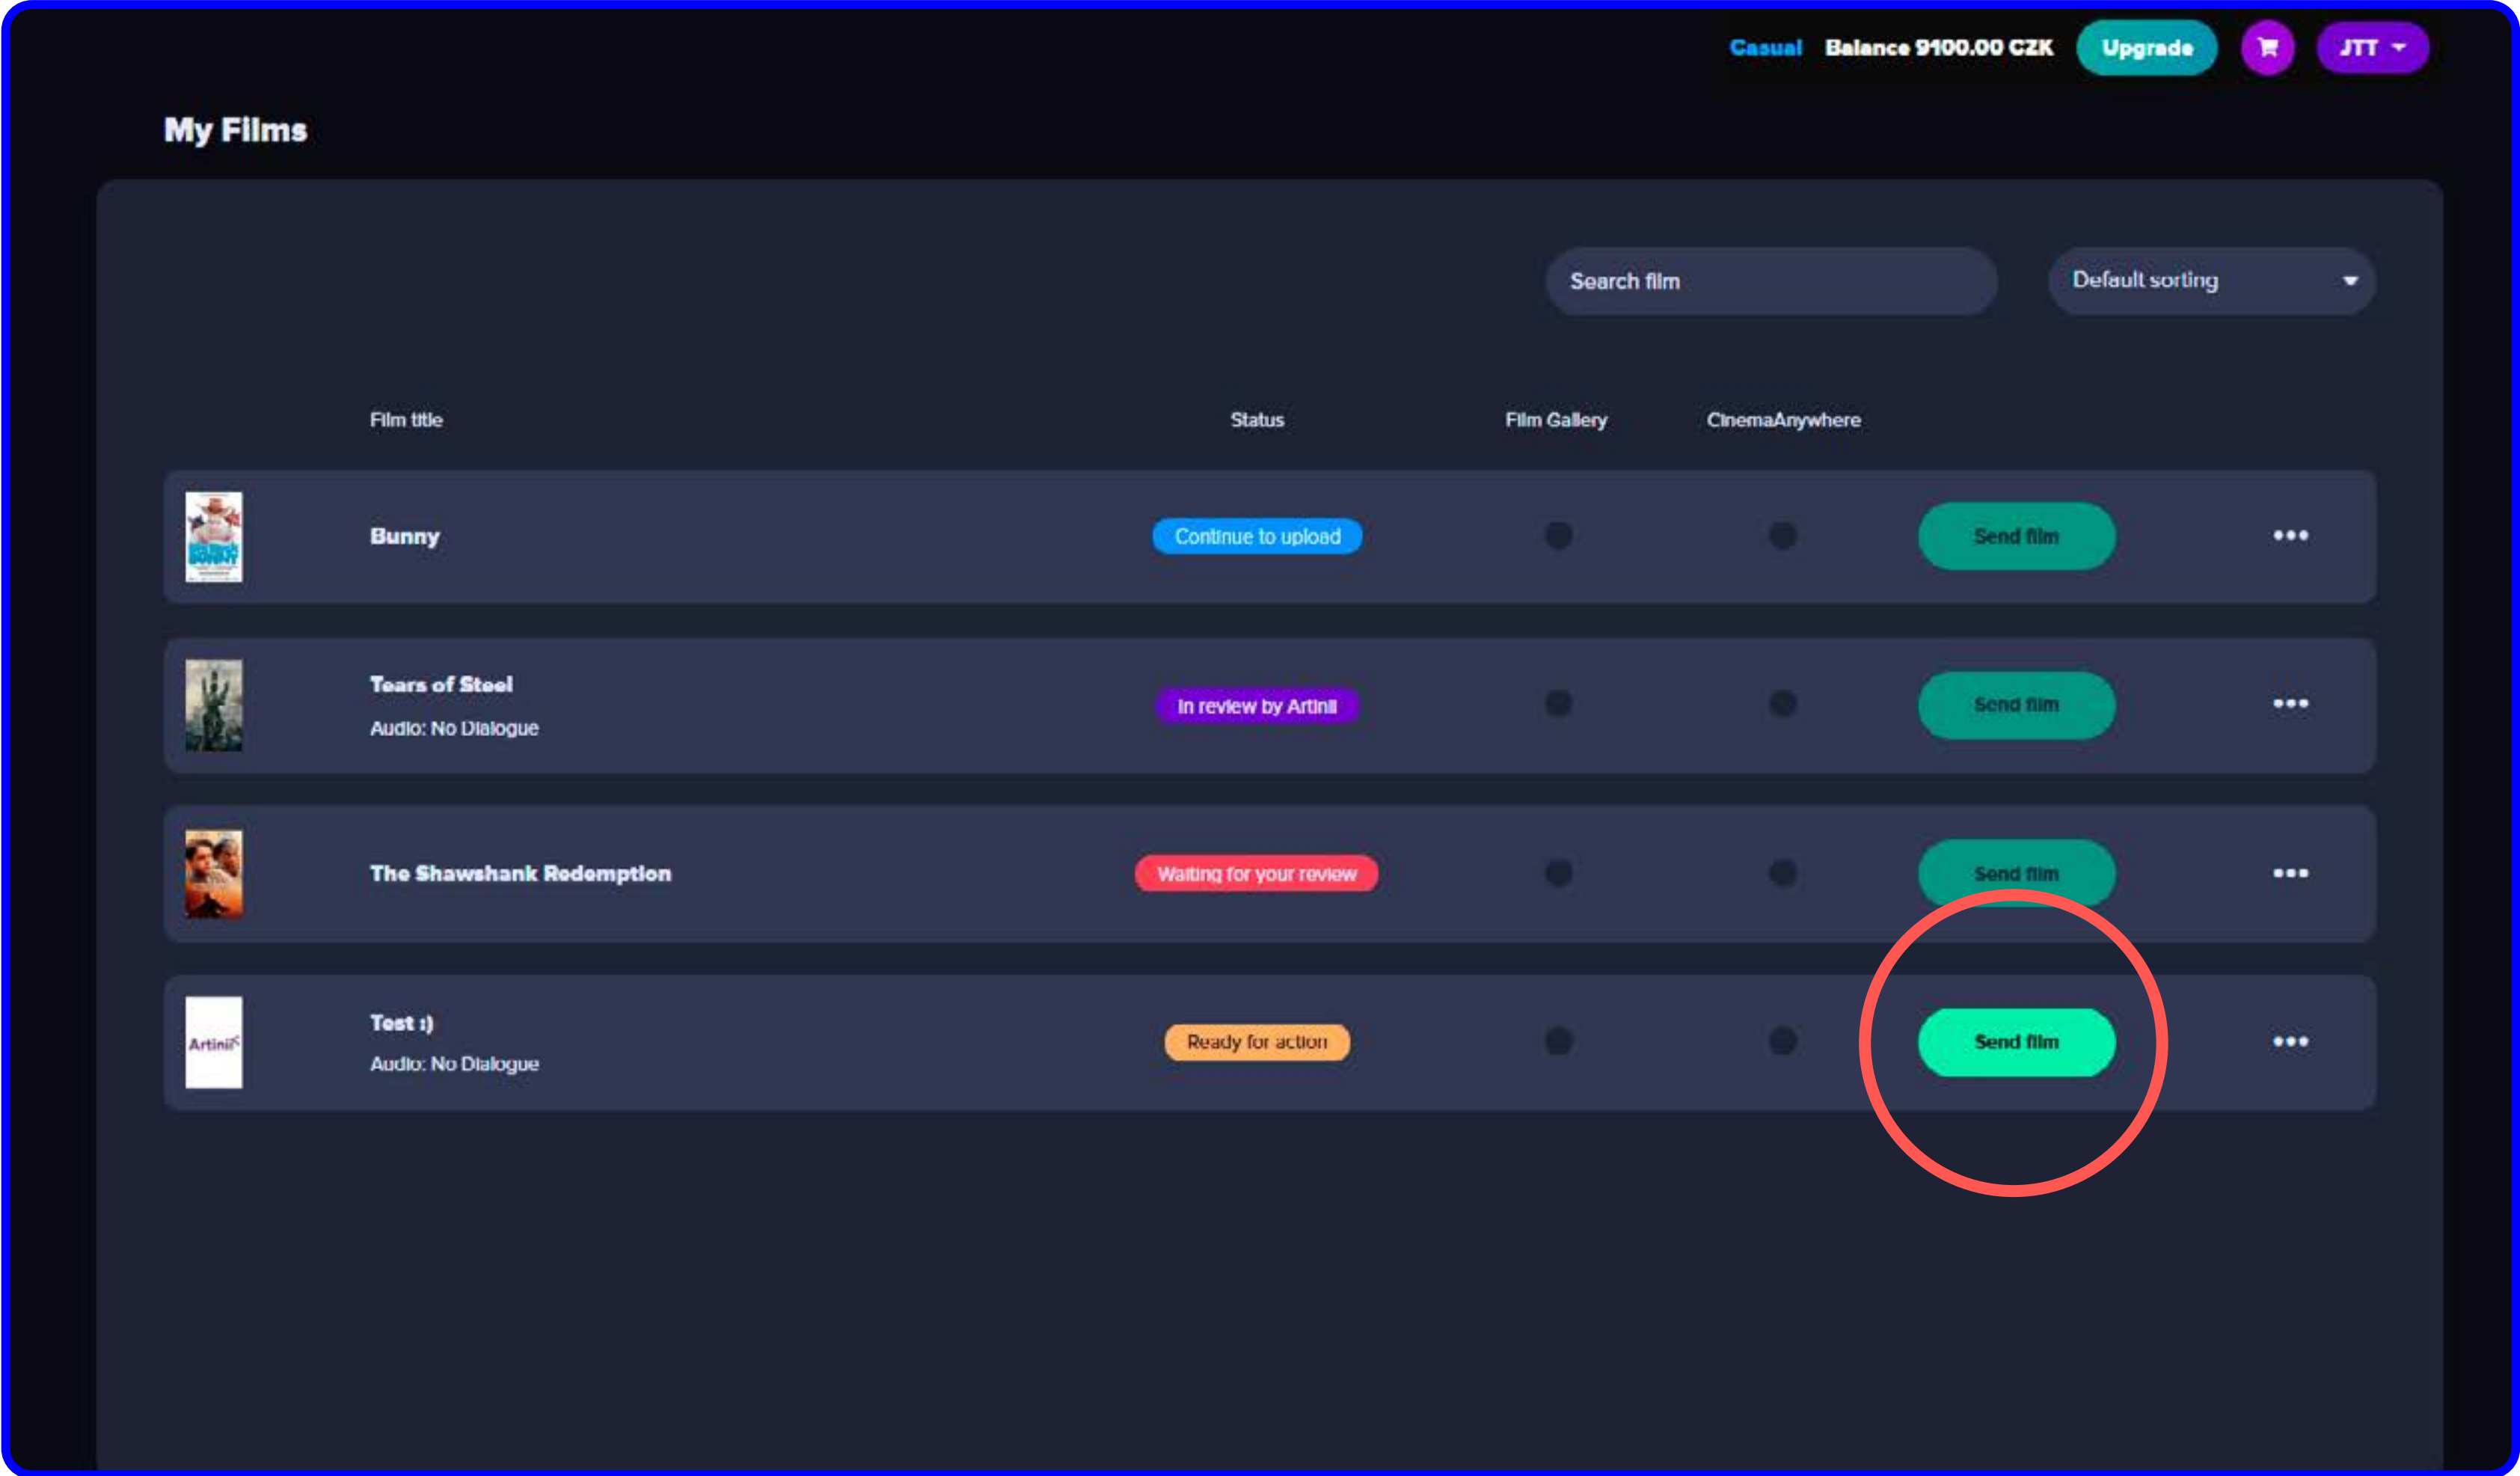 Casual Balance 9100.00 CZK Upgrade JTT
My Films
Search film Default sorting
Film title Status Film Gallery CinemaAnywhere
Bunny Continue to upload Send film
Tears of Steel
Audio: No Dialogue
In review by Artinii Send film
The Shawshank Redemption Waiting for your review Send film
Artinii
Test :)
Audio: No Dialogue
Ready for action Send film